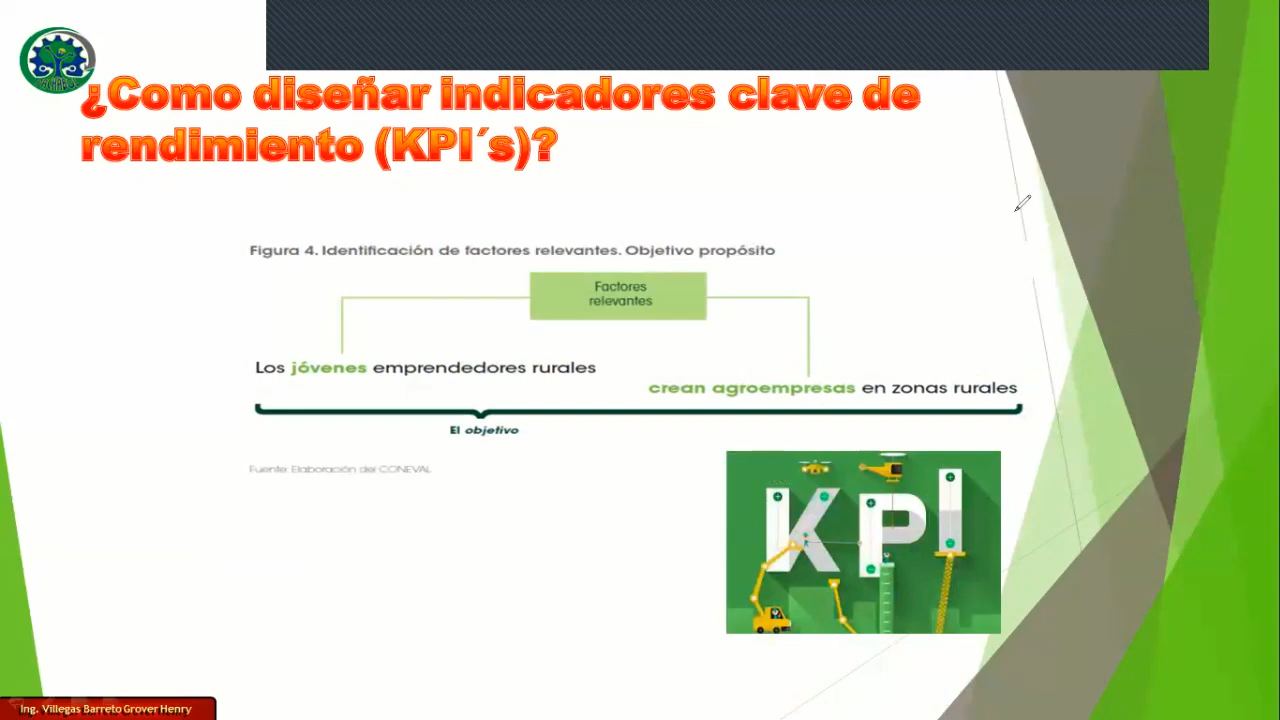 ¿Como diseñar indicadores clave de
rendimiento (KPI´s)?
Figura 4. Identificación de factores relevantes. Objetivo propósito
Factores
relevantes
Los jóvenes emprendedores rurales
crean agroempresas en zonas rurales
El objetivo
Fuente: Elaboración del CONEVAL
KPI
Ing. Villegas Barreto Grover Henry